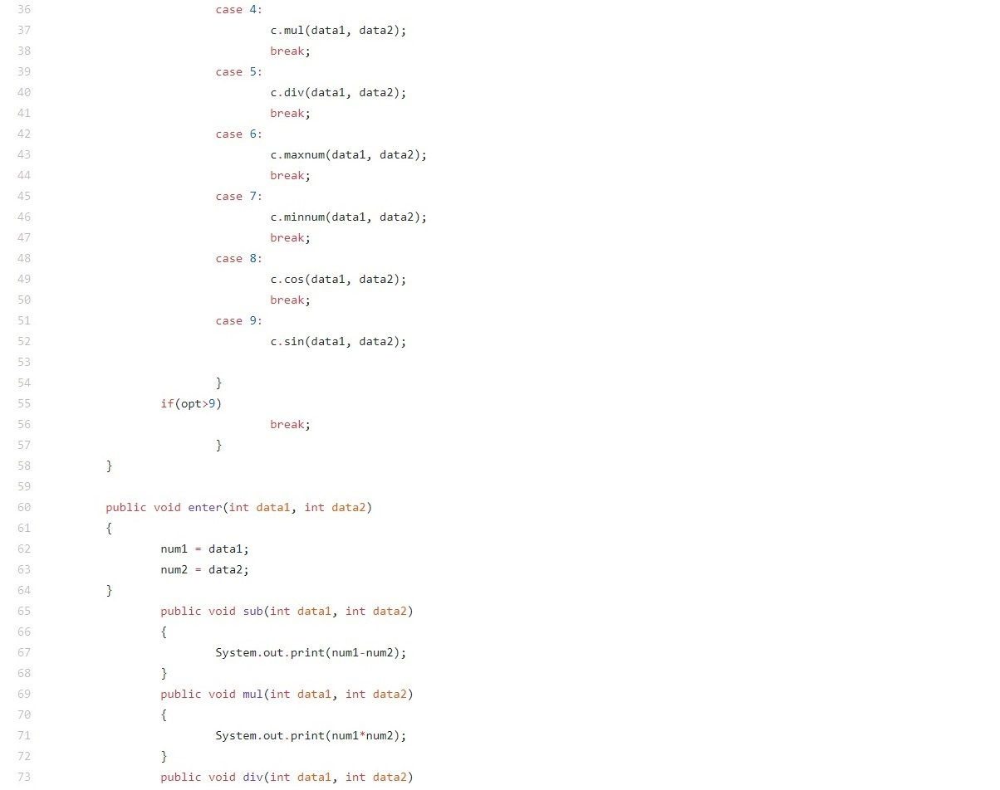 36 case 4:
37 c.mul(data1, data2);
38 break;
39 case 5:
40 c.div(data1, data2);
41 break;
42 case 6:
43 c.maxnum(data1, data2);
44 break;
45 case 7:
46 c.minnum(data1, data2);
47 break;
48 case 8:
49 c.cos(data1, data2);
50 break;
51 case 9:
52 c.sin(data1, data2);
53
54 }
55 if(opt>9)
56 break;
57 }
58 }
59
60 public void enter(int data1, int data2)
61 {
62 num1 = data1;
63 num2 = data2;
64 }
65 public void sub(int data1, int data2)
66 {
67 System.out.print(num1-num2);
68 }
69 public void mul(int data1, int data2)
70 {
71 System.out.print(num1*num2);
72 }
73 public void div(int data1, int data2)